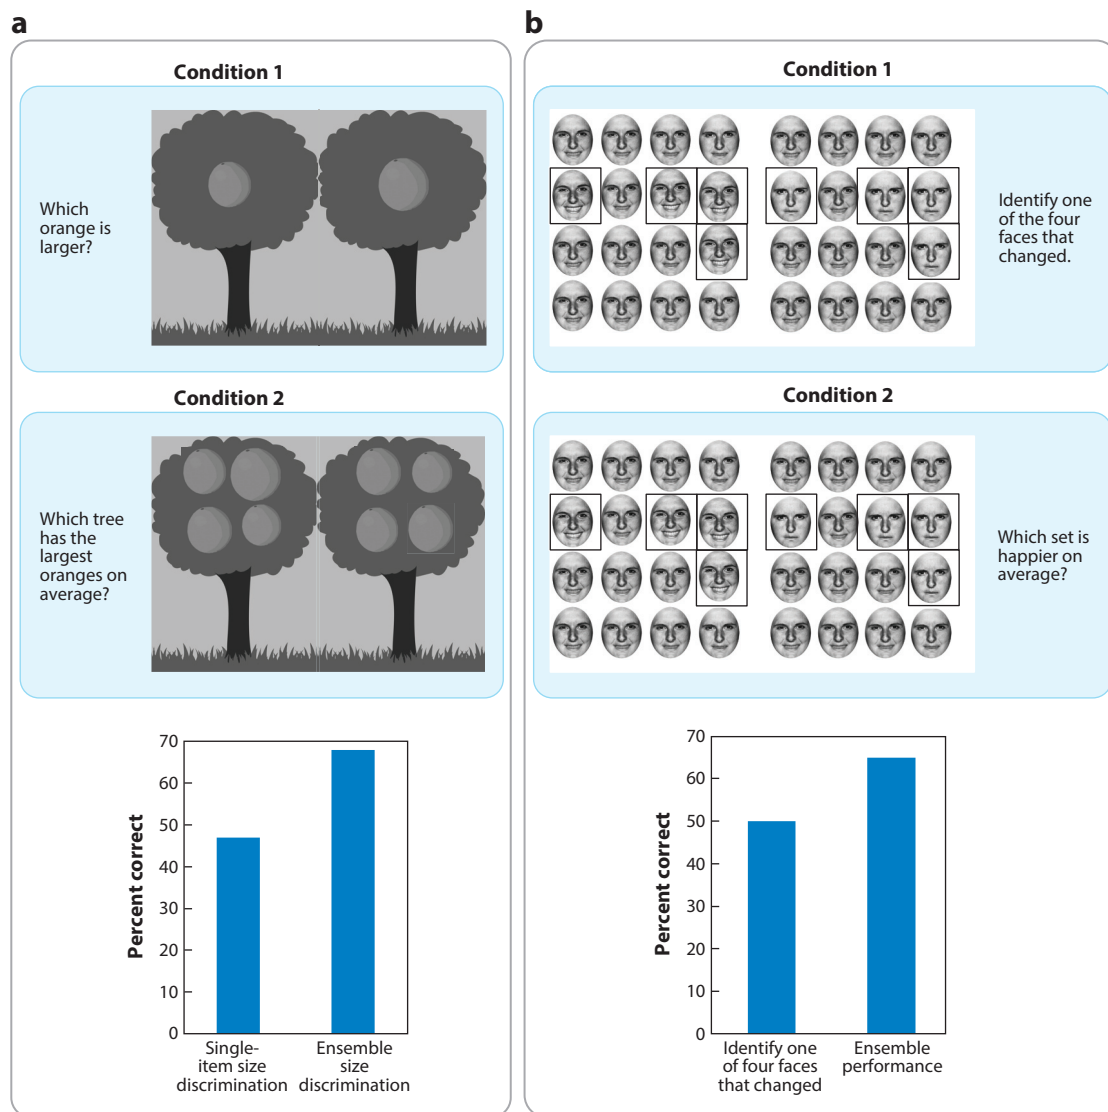 a
Condition 1
Which
orange is
larger?
Condition 2
Which tree
has the
largest
oranges on
average?
Percent correct
70
60
50
40
30
20
10
0
Single-
item size
discrimination
Ensemble
size
discrimination
b
Condition 1
Identify one
of the four
faces that
changed.
Condition 2
Which set is
happier on
average?
Percent correct
70
60
50
40
30
20
10
0
Identify one
of four faces
that changed
Ensemble
performance